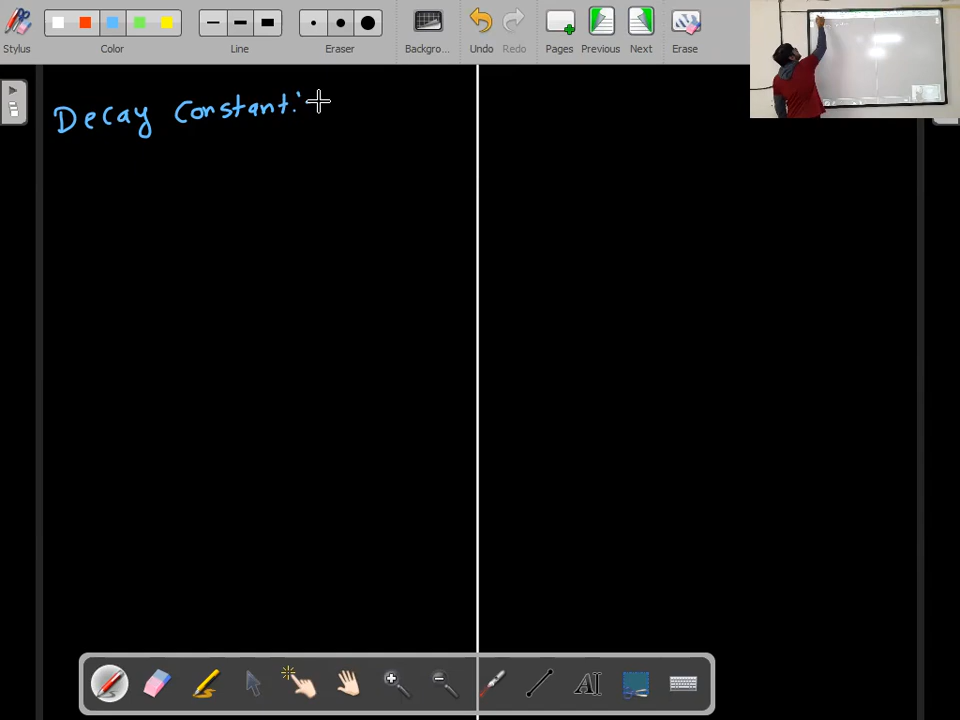 Stylus
Color
Line
Eraser
Backgro...
Undo
Redo
Pages
Previous
Next
Erase
Decay Constant: